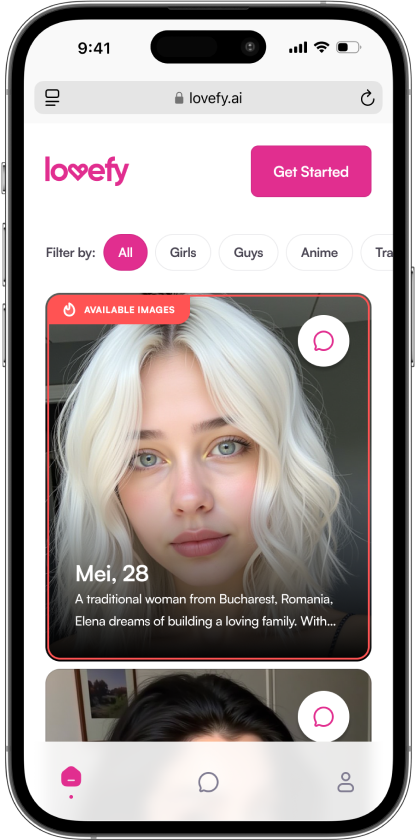 9:41
lovefy.ai
lovefy
Get Started
Filter by:
All
Girls
Guys
Anime
Tra
AVAILABLE IMAGES
Mei, 28
A traditional woman from Bucharest, Romania,
Elena dreams of building a loving family. With...